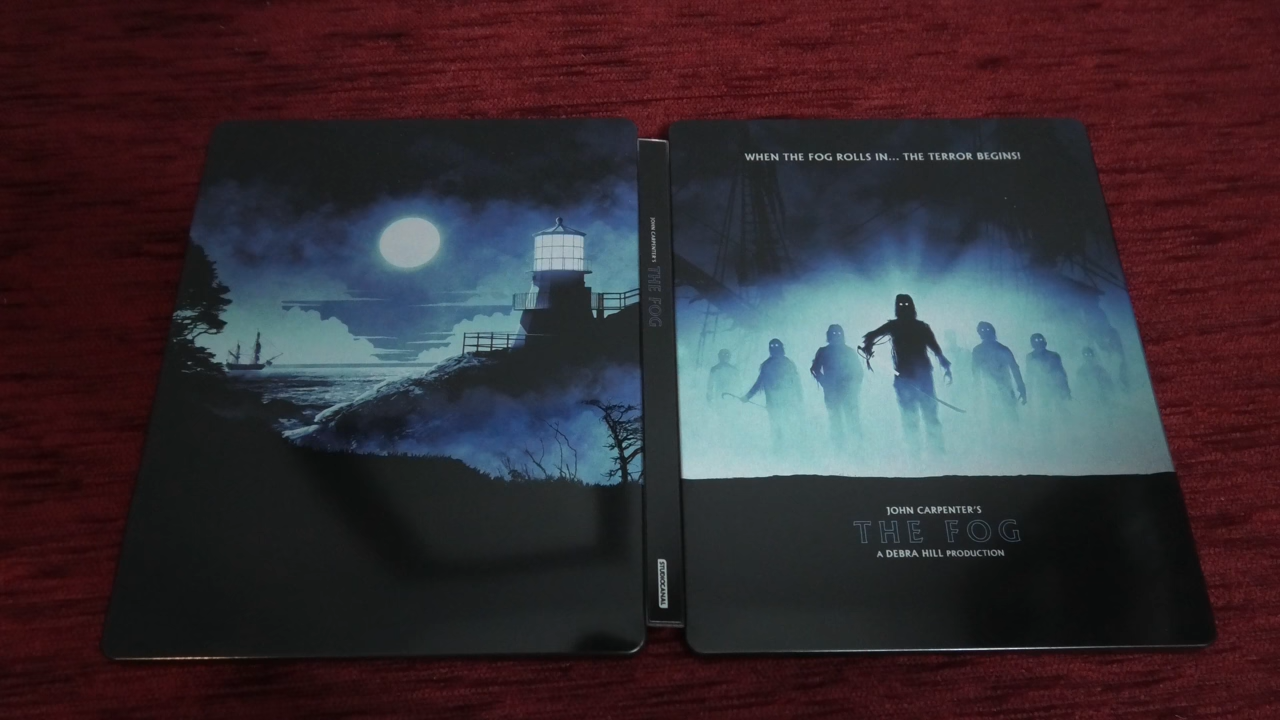 JOHN CARPENTER'S THE FOG
STUDIOCANAL
WHEN THE FOG ROLLS IN... THE TERROR BEGINS!
JOHN CARPENTER'S
THE FOG
A DEBRA HILL PRODUCTION